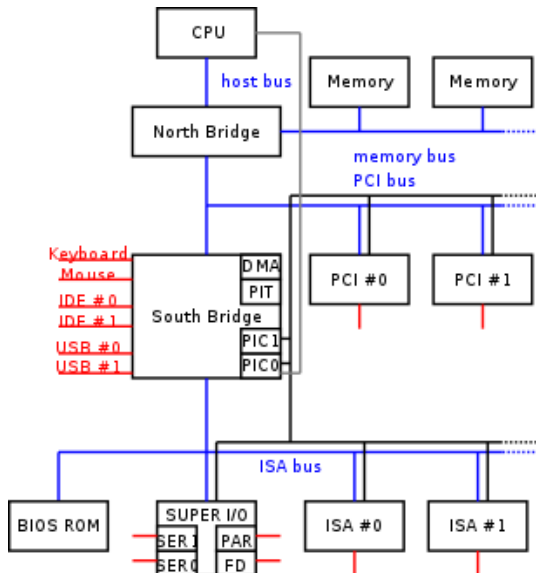 CPU
host bus
Memory
Memory
North Bridge
memory bus
PCI bus
Keyboard
Mouse
IDE #0
IDE #1
USB #0
USB #1
DMA
PIT
South Bridge
PIC1
PIC0
PCI #0
PCI #1
ISA bus
BIOS ROM
SUPER I/O
SER1
PAR
SER0
FD
ISA #0
ISA #1